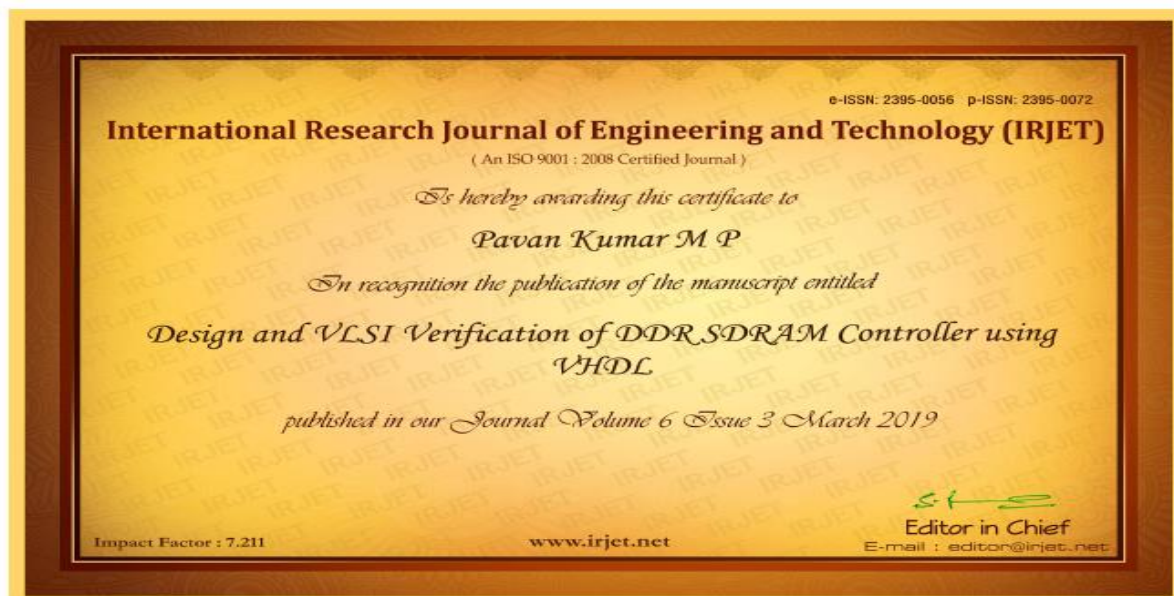 e-ISSN: 2395-0056 p-ISSN: 2395-0072
International Research Journal of Engineering and Technology (IRJET)
( An ISO 9001 : 2008 Certified Journal )
Is hereby awarding this certificate to
Pavan Kumar M P
In recognition the publication of the manuscript entitled
Design and VLSI Verification of DDR SDRAM Controller using
VHDL
published in our Journal Volume 6 Issue 3 March 2019
Editor in Chief
Impact Factor : 7.211 www.irjet.net E-mail : editor@irjet.net